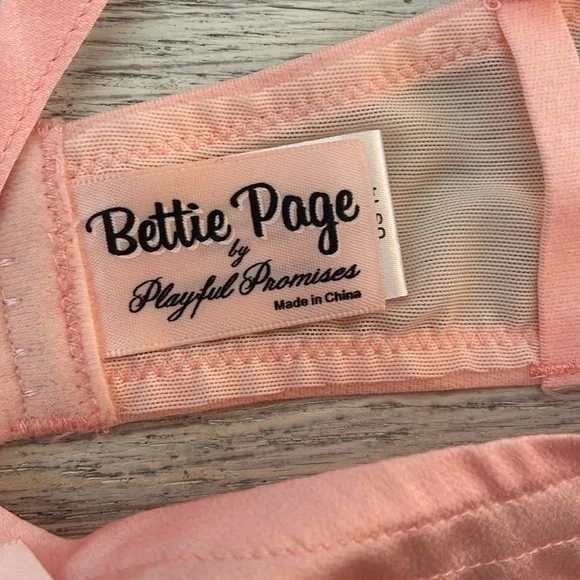 Bettie Page
by
Playful Promises
Made in China